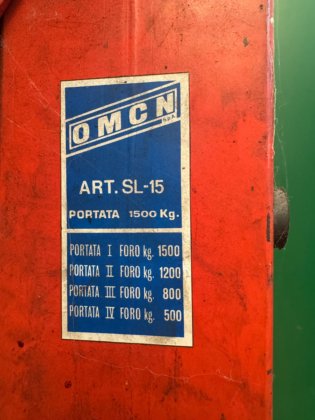 OMCN
S.P.A.
ART. SL-15
PORTATA 1500 Kg.
PORTATA I FORO kg. 1500
PORTATA II FORO kg. 1200
PORTATA III FORO kg. 800
PORTATA IV FORO kg. 500